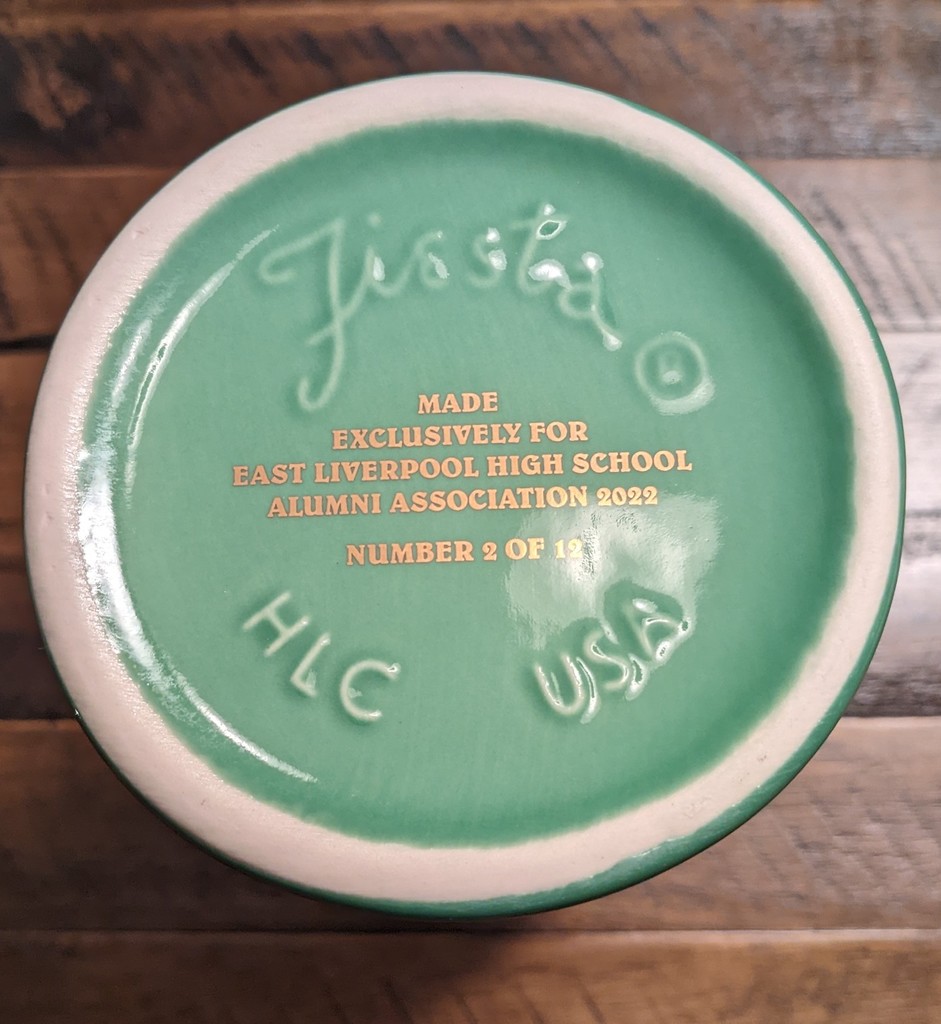 Fiesta ®
MADE
EXCLUSIVELY FOR
EAST LIVERPOOL HIGH SCHOOL
ALUMNI ASSOCIATION 2022
NUMBER 2 OF 12
HLC USA